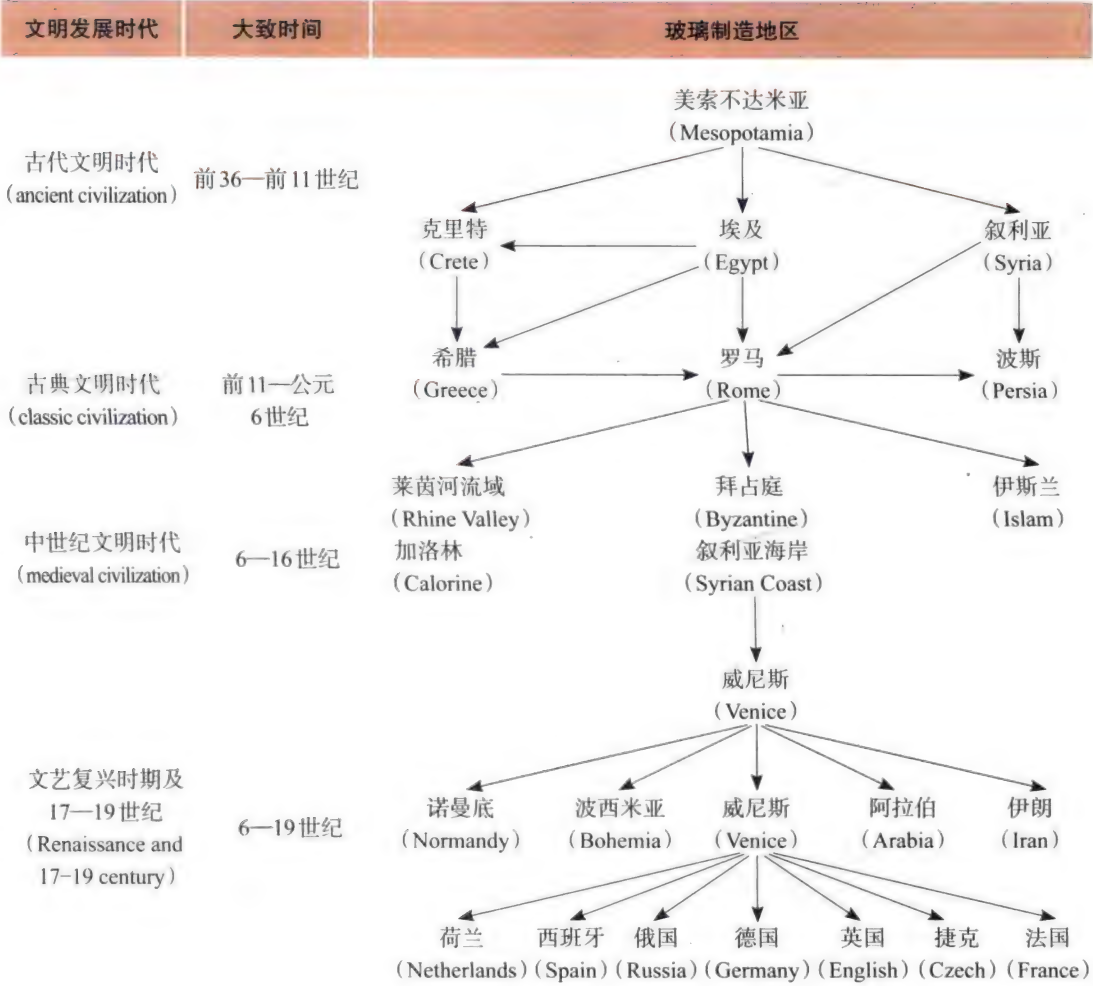 文明发展时代 大致时间 玻璃制造地区
美索不达米亚
（Mesopotamia）
古代文明时代
（ancient civilization）
前36—前11世纪
克里特 埃及 叙利亚
（Crete） （Egypt） （Syria）
希腊 罗马 波斯
（Greece） （Rome） （Persia）
古典文明时代
（classic civilization）
前11—公元
6世纪
莱茵河流域 拜占庭 伊斯兰
（Rhine Valley） （Byzantine） （Islam）
加洛林 叙利亚海岸
（Calorine） （Syrian Coast）
中世纪文明时代
（medieval civilization）
6—16世纪
威尼斯
（Venice）
文艺复兴时期及
17—19世纪
（Renaissance and
17-19 century）
6—19世纪
诺曼底 波西米亚 威尼斯 阿拉伯 伊朗
（Normandy） （Bohemia） （Venice） （Arabia） （Iran）
荷兰 西班牙 俄国 德国 英国 捷克 法国
（Netherlands）（Spain）（Russia）（Germany）（English）（Czech）（France）